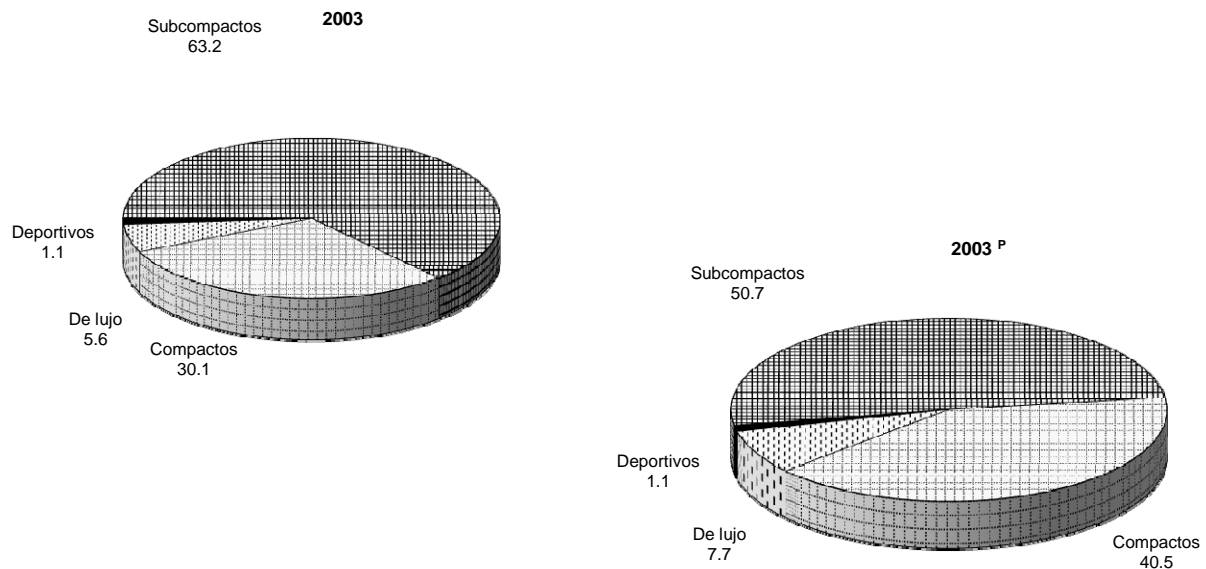 2003
Subcompactos
63.2
Deportivos
1.1
De lujo
5.6
Compactos
30.1
2003 P
Subcompactos
50.7
Deportivos
1.1
De lujo
7.7
Compactos
40.5